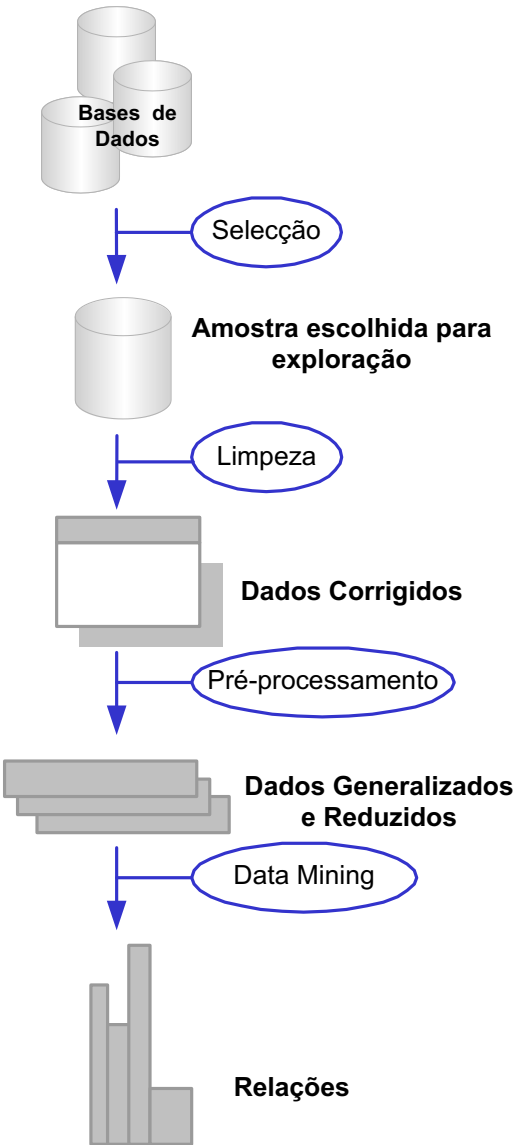 Bases de
Dados
Selecção
Amostra escolhida para
exploração
Limpeza
Dados Corrigidos
Pré-processamento
Dados Generalizados
e Reduzidos
Data Mining
Relações